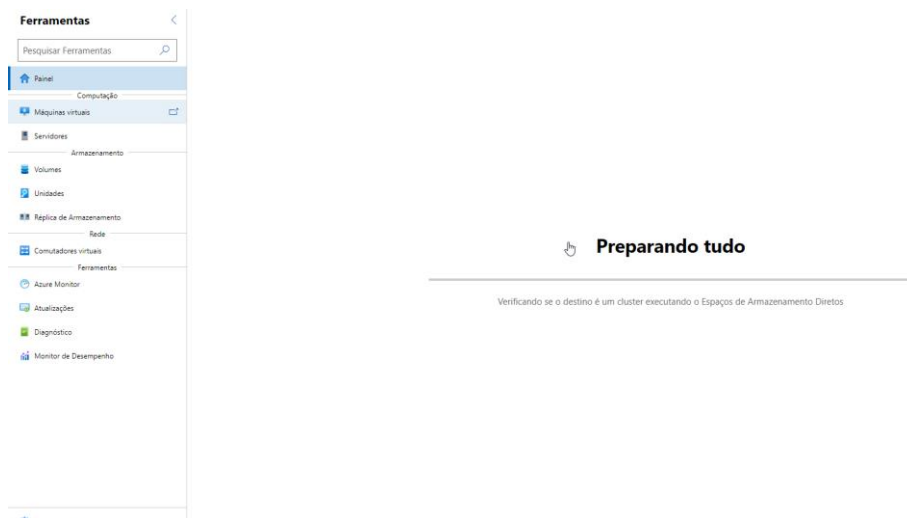 Ferramentas
Pesquisar Ferramentas
Painel
Computação
Máquinas virtuais
Servidores
Armazenamento
Volumes
Unidades
Réplica de Armazenamento
Rede
Comutadores virtuais
Ferramentas
Azure Monitor
Atualizações
Diagnóstico
Monitor de Desempenho
Preparando tudo
Verificando se o destino é um cluster executando o Espaços de Armazenamento Diretos